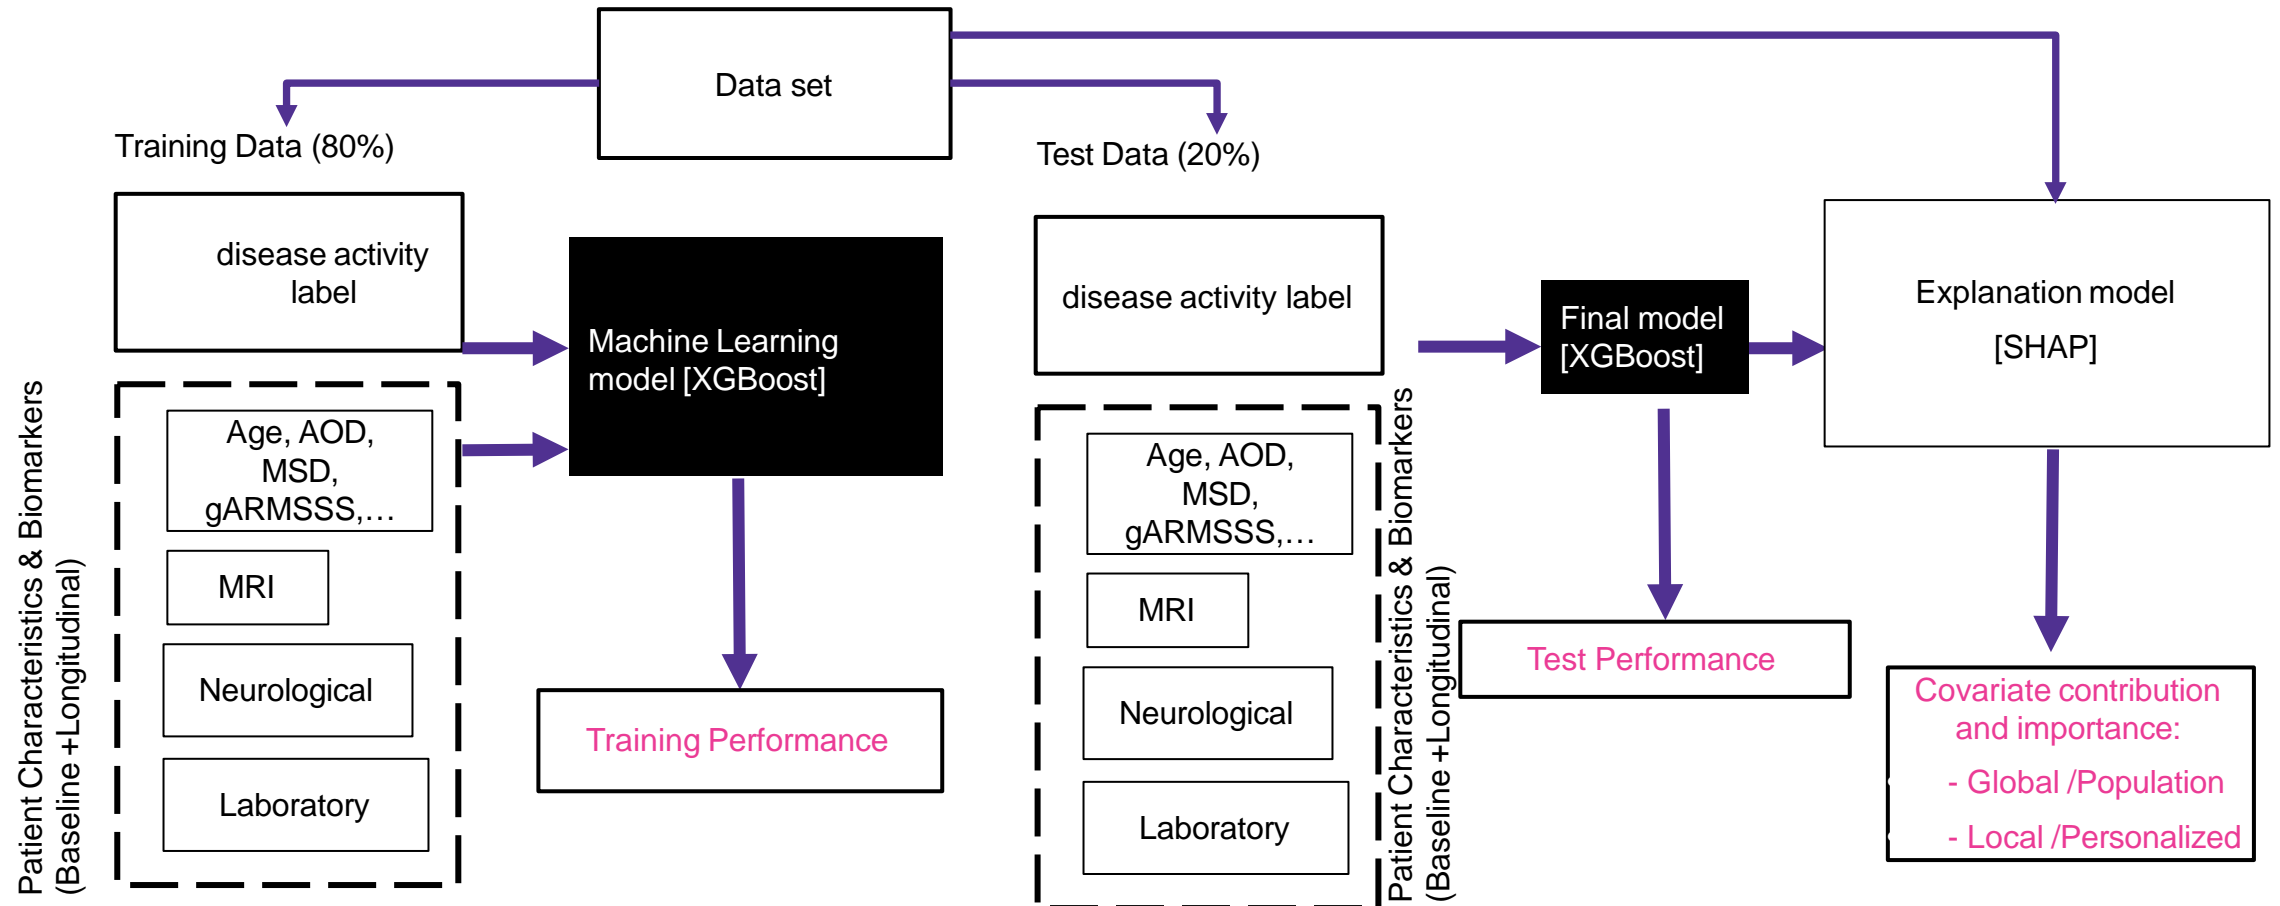 Data set
Training Data (80%)
Test Data (20%)
disease activity
label
Machine Learning
model [XGBoost]
Patient Characteristics & Biomarkers
(Baseline +Longitudinal)
Age, AOD,
MSD,
gARMSSS,…
MRI
Neurological
Laboratory
Training Performance
disease activity label
Final model
[XGBoost]
Explanation model
[SHAP]
Age, AOD,
MSD,
gARMSSS,…
MRI
Neurological
Laboratory
Patient Characteristics & Biomarkers
(Baseline +Longitudinal)
Test Performance
Covariate contribution
and importance:
- Global /Population
- Local /Personalized